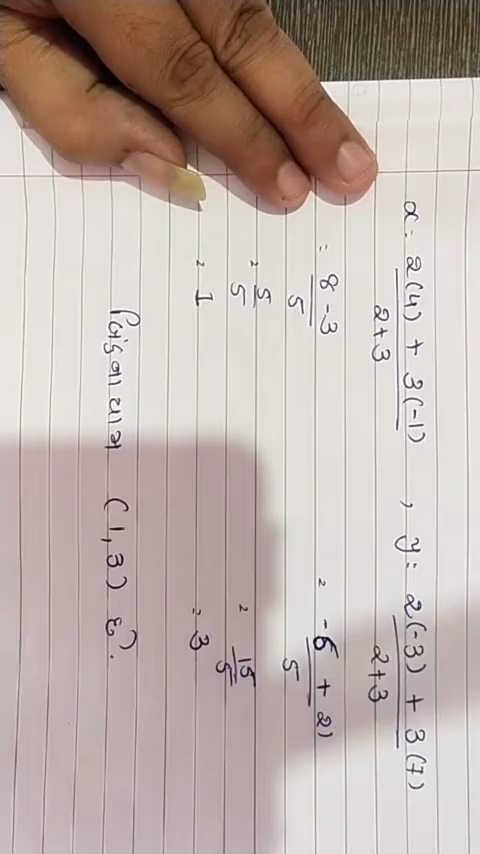 x = 2(4) + 3(-1) / 2+3 , y = 2(-3) + 3(7) / 2+3
= 8-3 / 5 = -6 + 21 / 5
= 5/5 = 15/5
= 1 = 3
બિંદુના યામ (1,3) છે.